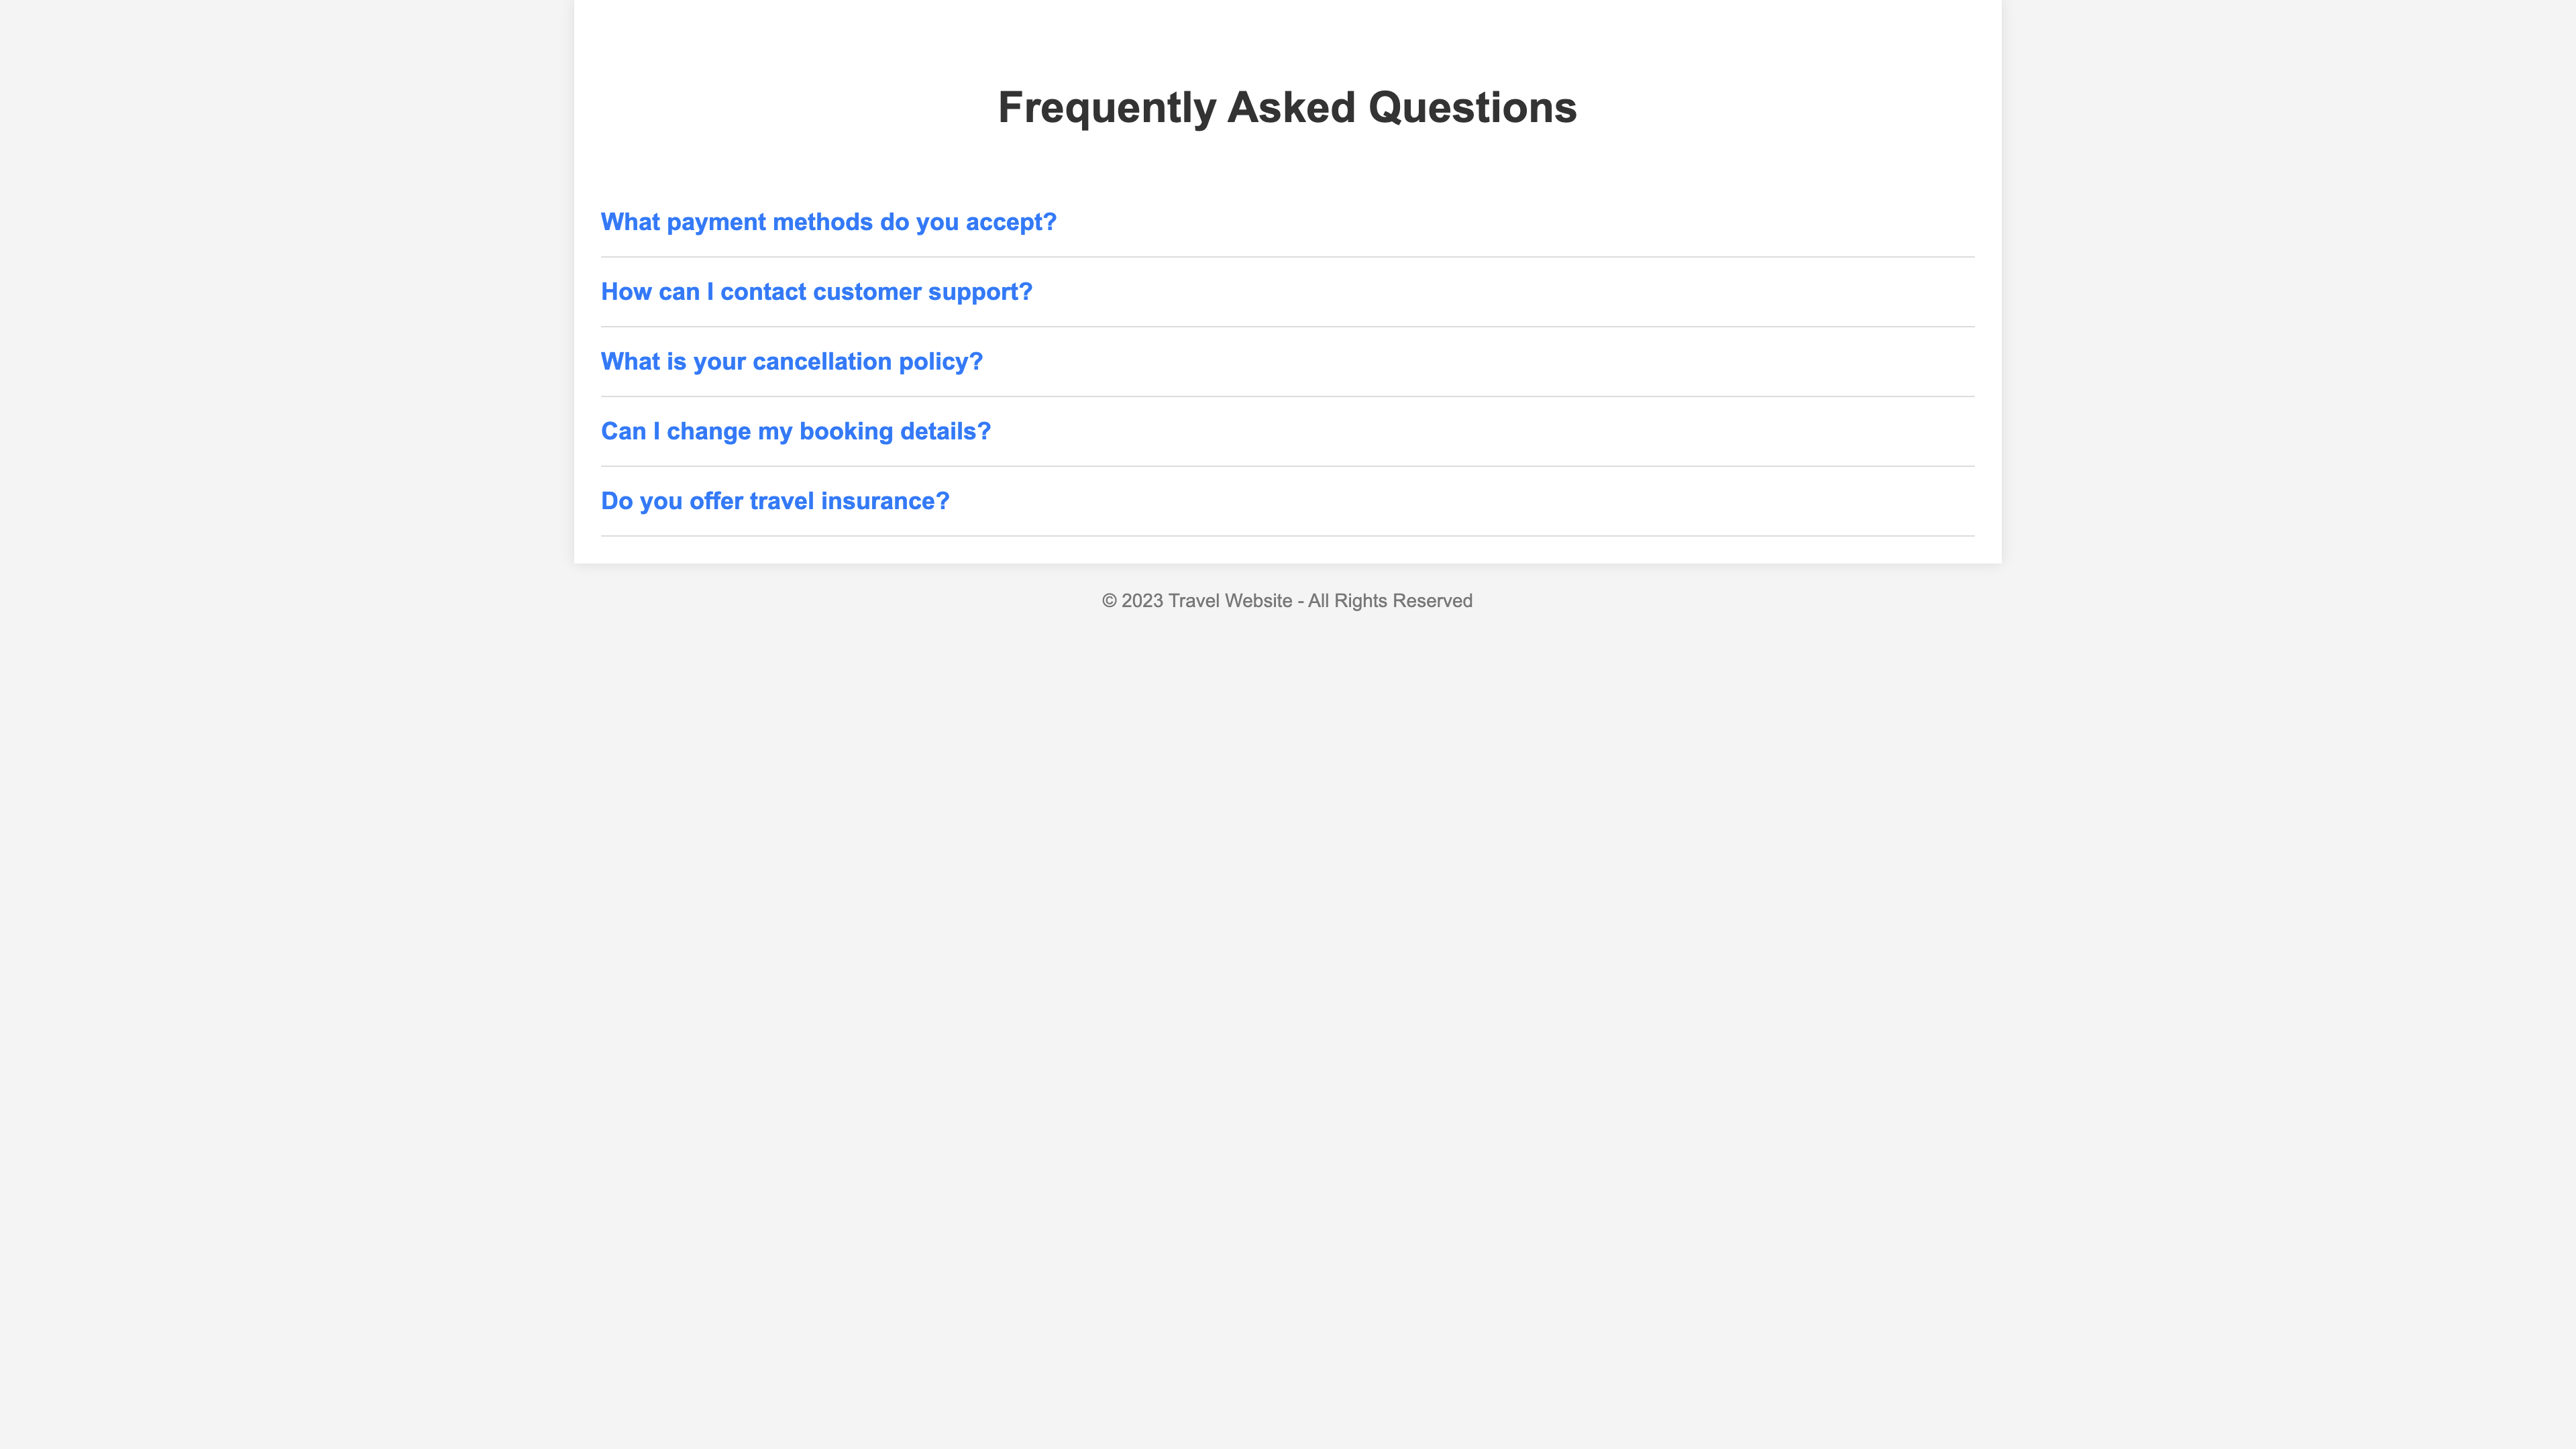 Frequently Asked Questions
What payment methods do you accept?
How can I contact customer support?
What is your cancellation policy?
Can I change my booking details?
Do you offer travel insurance?
© 2023 Travel Website - All Rights Reserved